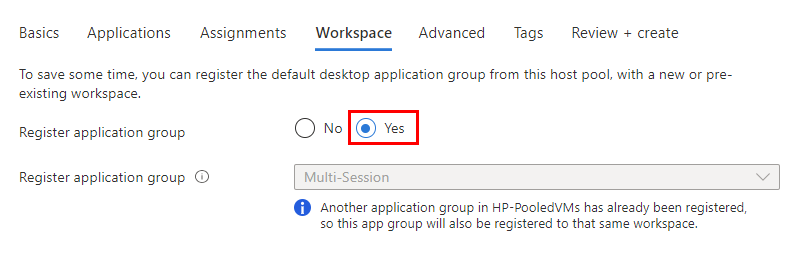 Basics Applications Assignments Workspace Advanced Tags Review + create
To save some time, you can register the default desktop application group from this host pool, with a new or pre-
existing workspace.
Register application group No Yes
Register application group Multi-Session
Another application group in HP-PooledVMs has already been registered,
so this app group will also be registered to that same workspace.